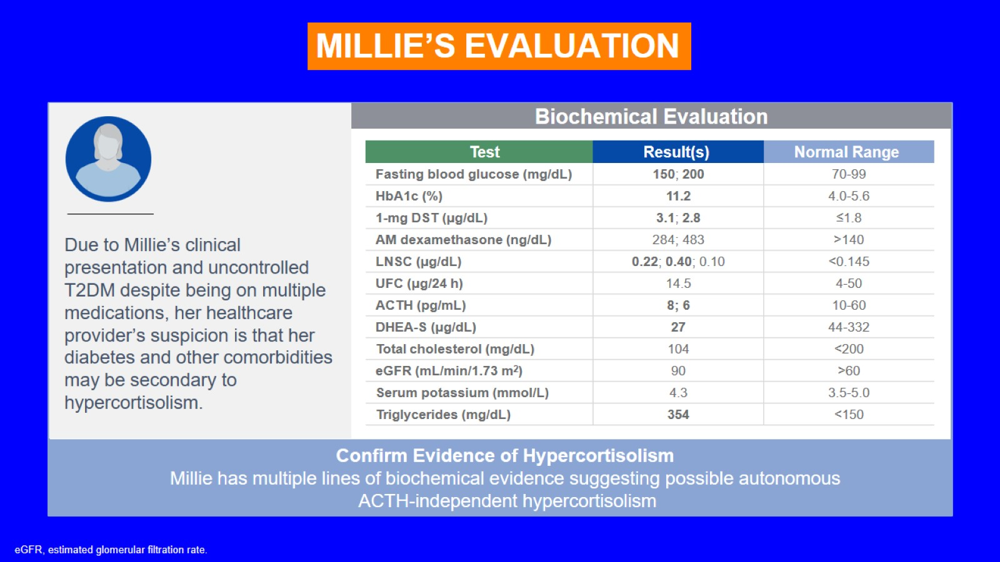 MILLIE’S EVALUATION
Due to Millie’s clinical
presentation and uncontrolled
T2DM despite being on multiple
medications, her healthcare
provider’s suspicion is that her
diabetes and other comorbidities
may be secondary to
hypercortisolism.
Biochemical Evaluation
Test Result(s) Normal Range
Fasting blood glucose (mg/dL) 150; 200 70-99
HbA1c (%) 11.2 4.0-5.6
1-mg DST (µg/dL) 3.1; 2.8 ≤1.8
AM dexamethasone (ng/dL) 284; 483 >140
LNSC (µg/dL) 0.22; 0.40; 0.10 <0.145
UFC (µg/24 h) 14.5 4-50
ACTH (pg/mL) 8; 6 10-60
DHEA-S (µg/dL) 27 44-332
Total cholesterol (mg/dL) 104 <200
eGFR (mL/min/1.73 m²) 90 >60
Serum potassium (mmol/L) 4.3 3.5-5.0
Triglycerides (mg/dL) 354 <150
Confirm Evidence of Hypercortisolism
Millie has multiple lines of biochemical evidence suggesting possible autonomous
ACTH-independent hypercortisolism
eGFR, estimated glomerular filtration rate.